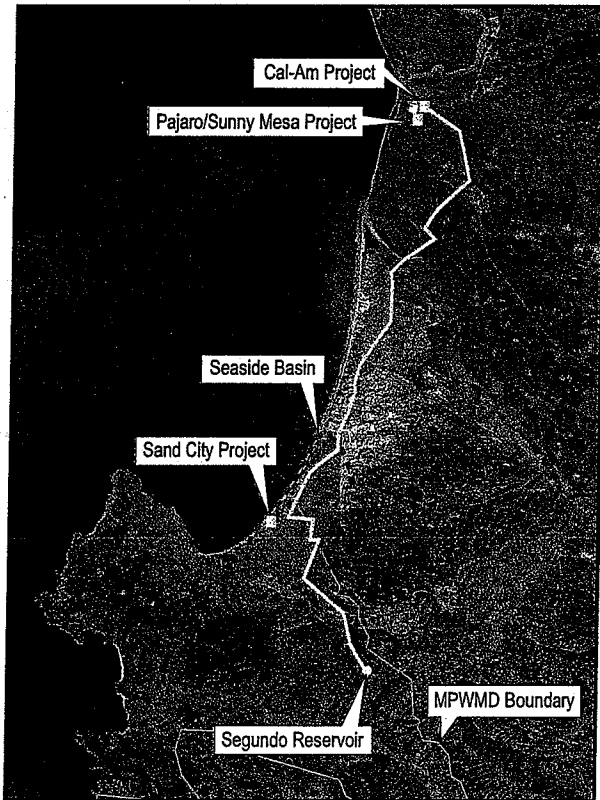 Cal-Am Project
Pajaro/Sunny Mesa Project
Seaside Basin
Sand City Project
MPWMD Boundary
Segundo Reservoir